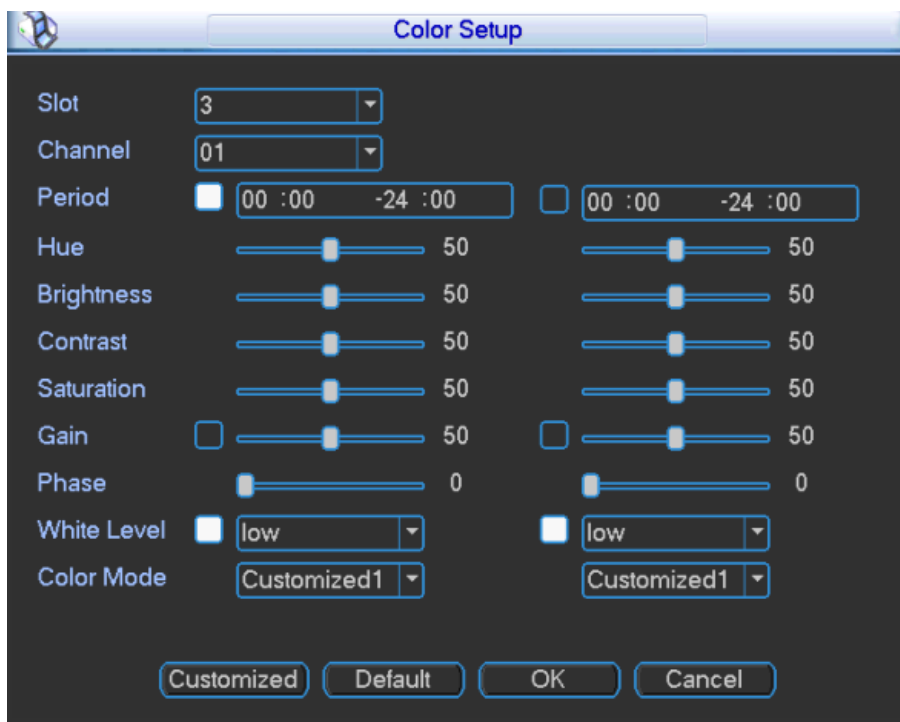 Color Setup
Slot 3
Channel 01
Period 00 :00 -24 :00 00 :00 -24 :00
Hue 50 50
Brightness 50 50
Contrast 50 50
Saturation 50 50
Gain 50 50
Phase 0 0
White Level low low
Color Mode Customized1 Customized1
Customized Default OK Cancel